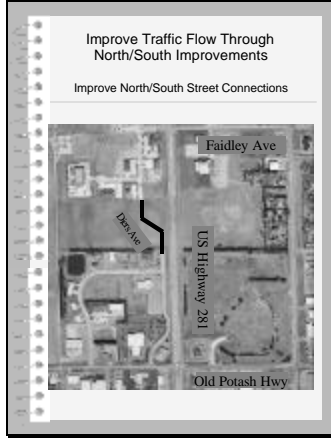 Improve Traffic Flow Through
North/South Improvements
Improve North/South Street Connections
Faidley Ave
Diers Ave
US Highway 281
Old Potash Hwy